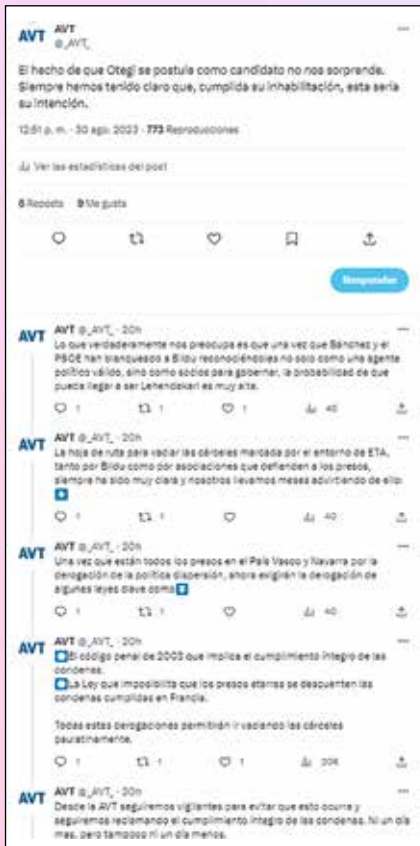 AVT
AVT
@_AVT_
El hecho de que Otegi se postule como candidato no nos sorprende.
Siempre hemos tenido claro que, cumplida su inhabilitación, esta sería
su intención.
12:51 p. m. · 30 ago. 2023 · 773 Reproducciones
Ver las estadísticas del post
6 Reposts 9 Me gusta
Responder
AVT
AVT @_AVT_ · 20h
Lo que verdaderamente nos preocupa es que una vez que Sánchez y el
PSOE han blanqueado a Bildu reconociéndoles no solo como una agente
político válido, sino como socios para gobernar, la probabilidad de que
pueda llegar a ser Lehendakari es muy alta.
1 1 1 40
AVT
AVT @_AVT_ · 20h
La hoja de ruta para vaciar las cárceles marcada por el entorno de ETA,
tanto por Bildu como por asociaciones que defienden a los presos,
siempre ha sido muy clara y nosotros llevamos meses advirtiendo de ello:
1 1 40
AVT
AVT @_AVT_ · 20h
Una vez que están todos los presos en el País Vasco y Navarra por la
derogación de la política dispersión, ahora exigirán la derogación de
algunas leyes clave como
1 1 40
AVT
AVT @_AVT_ · 20h
El código penal de 2003 que implica el cumplimiento íntegro de las
condenas.
La Ley que imposibilita que los presos etarras se descuenten las
condenas cumplidas en Francia.
Todas estas derogaciones permitirán ir vaciando las cárceles
paulatinamente.
1 1 1
AVT
AVT @_AVT_ · 20h
Desde la AVT seguiremos vigilantes para evitar que esto ocurra y
seguiremos reclamando el cumplimiento íntegro de las condenas. Ni un día
mas, pero tampoco ni un día menos.